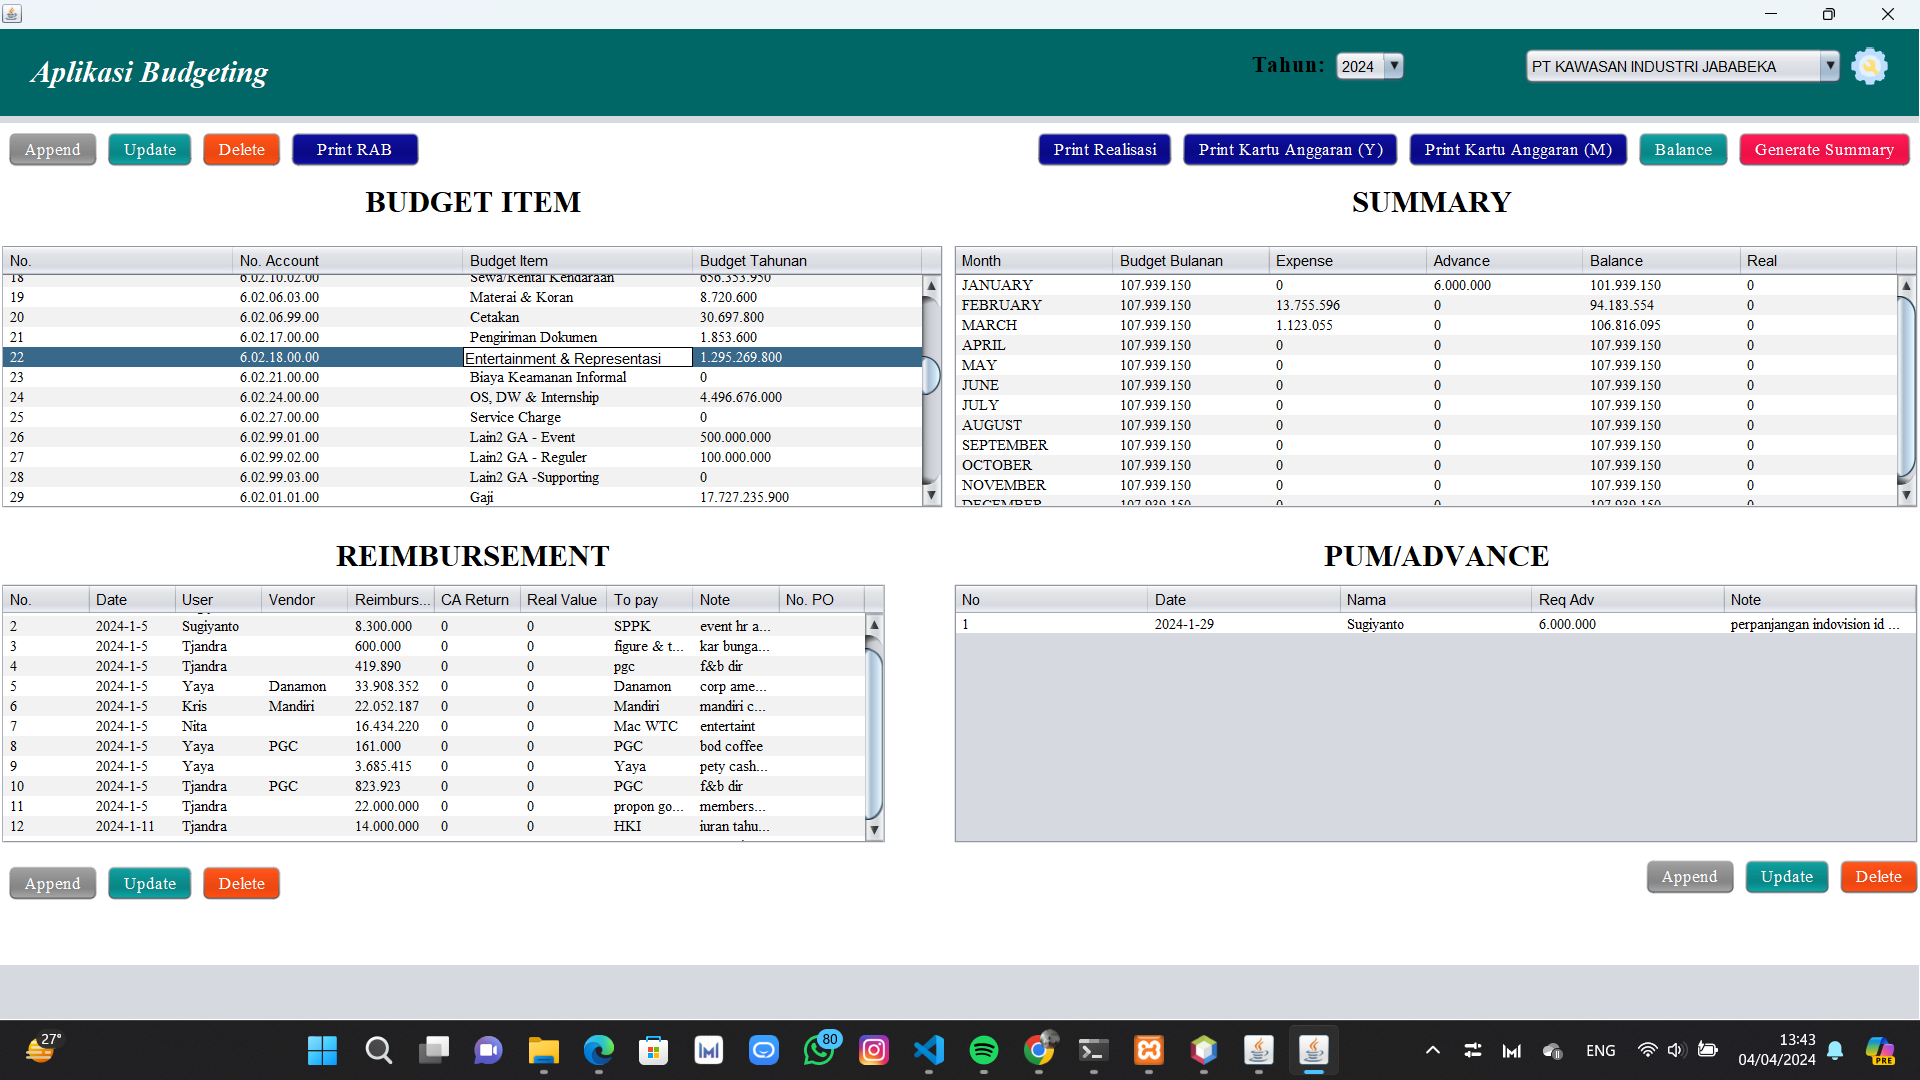 Aplikasi Budgeting
Tahun: 2024
PT KAWASAN INDUSTRI JABABEKA
Append Update Delete Print RAB
Print Realisasi Print Kartu Anggaran (Y) Print Kartu Anggaran (M) Balance Generate Summary
BUDGET ITEM
No. No. Account Budget Item Budget Tahunan
18 6.02.10.02.00 Sewa/Rental Kendaraan 656.353.950
19 6.02.06.03.00 Materai & Koran 8.720.600
20 6.02.06.99.00 Cetakan 30.697.800
21 6.02.17.00.00 Pengiriman Dokumen 1.853.600
22 6.02.18.00.00 Entertainment & Representasi 1.295.269.800
23 6.02.21.00.00 Biaya Keamanan Informal 0
24 6.02.24.00.00 OS, DW & Internship 4.496.676.000
25 6.02.27.00.00 Service Charge 0
26 6.02.99.01.00 Lain2 GA - Event 500.000.000
27 6.02.99.02.00 Lain2 GA - Reguler 100.000.000
28 6.02.99.03.00 Lain2 GA -Supporting 0
29 6.02.01.01.00 Gaji 17.727.235.900
SUMMARY
Month Budget Bulanan Expense Advance Balance Real
JANUARY 107.939.150 0 6.000.000 101.939.150 0
FEBRUARY 107.939.150 13.755.596 0 94.183.554 0
MARCH 107.939.150 1.123.055 0 106.816.095 0
APRIL 107.939.150 0 0 107.939.150 0
MAY 107.939.150 0 0 107.939.150 0
JUNE 107.939.150 0 0 107.939.150 0
JULY 107.939.150 0 0 107.939.150 0
AUGUST 107.939.150 0 0 107.939.150 0
SEPTEMBER 107.939.150 0 0 107.939.150 0
OCTOBER 107.939.150 0 0 107.939.150 0
NOVEMBER 107.939.150 0 0 107.939.150 0
DECEMBER 107.939.150 0 0 107.939.150 0
REIMBURSEMENT
No. Date User Vendor Reimburs... CA Return Real Value To pay Note No. PO
2 2024-1-5 Sugiyanto 8.300.000 0 0 SPPK event hr a...
3 2024-1-5 Tjandra 600.000 0 0 figure & t... kar bunga...
4 2024-1-5 Tjandra 419.890 0 0 pgc f&b dir
5 2024-1-5 Yaya Danamon 33.908.352 0 0 Danamon corp ame...
6 2024-1-5 Kris Mandiri 22.052.187 0 0 Mandiri mandiri c...
7 2024-1-5 Nita 16.434.220 0 0 Mac WTC entertaint
8 2024-1-5 Yaya PGC 161.000 0 0 PGC bod coffee
9 2024-1-5 Yaya 3.685.415 0 0 Yaya pety cash...
10 2024-1-5 Tjandra PGC 823.923 0 0 PGC f&b dir
11 2024-1-5 Tjandra 22.000.000 0 0 propon go... members...
12 2024-1-11 Tjandra 14.000.000 0 0 HKI iuran tahu...
Append Update Delete
PUM/ADVANCE
No Date Nama Req Adv Note
1 2024-1-29 Sugiyanto 6.000.000 perpanjangan indovision id ...
Append Update Delete
27°
80
ENG
13:43
04/04/2024
PRE